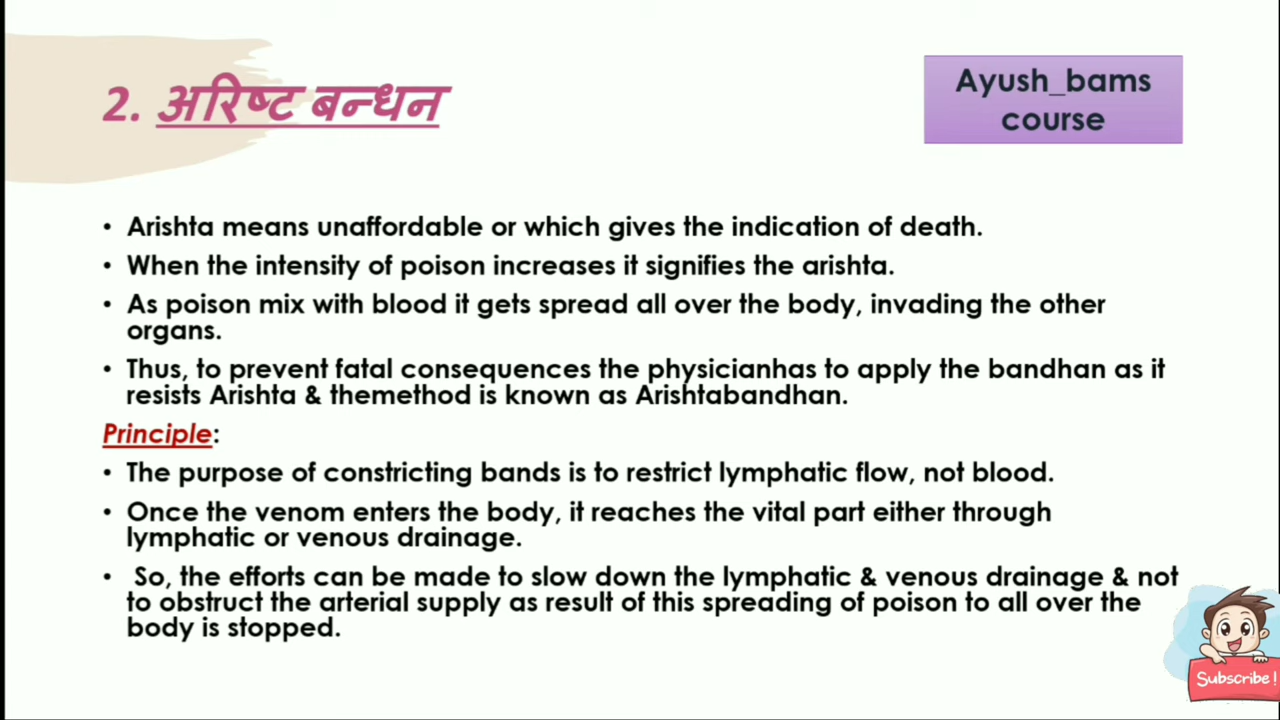 2. अरिष्ट बन्धन
Ayush_bams
course
• Arishta means unaffordable or which gives the indication of death.
• When the intensity of poison increases it signifies the arishta.
• As poison mix with blood it gets spread all over the body, invading the other
organs.
• Thus, to prevent fatal consequences the physicianhas to apply the bandhan as it
resists Arishta & themethod is known as Arishtabandhan.
Principle:
• The purpose of constricting bands is to restrict lymphatic flow, not blood.
• Once the venom enters the body, it reaches the vital part either through
lymphatic or venous drainage.
• So, the efforts can be made to slow down the lymphatic & venous drainage & not
to obstruct the arterial supply as result of this spreading of poison to all over the
body is stopped.
Subscribe!